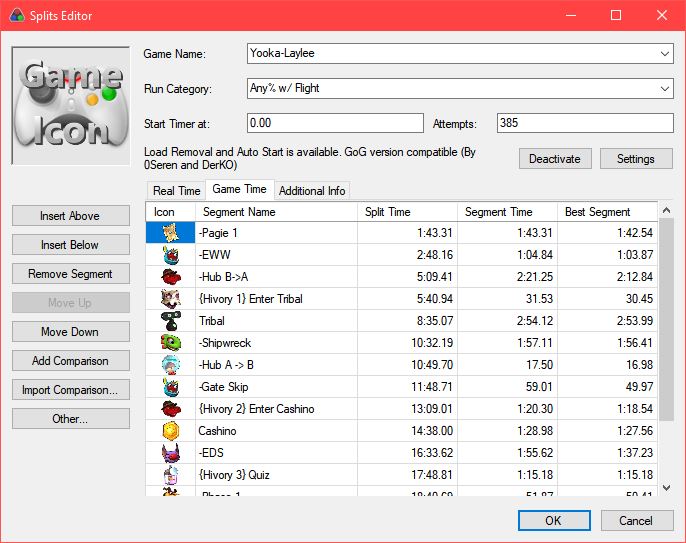 Splits Editor
Game Icon
Game Name: Yooka-Laylee
Run Category: Any% w/ Flight
Start Timer at: 0.00 Attempts: 385
Load Removal and Auto Start is available. GoG version compatible (By
0Seren and DerKO)
Deactivate Settings
Real Time Game Time Additional Info
Icon Segment Name Split Time Segment Time Best Segment
Insert Above
Insert Below
Remove Segment
Move Up
Move Down
Add Comparison
Import Comparison...
Other...
-Pagie 1 1:43.31 1:43.31 1:42.54
-EWW 2:48.16 1:04.84 1:03.87
-Hub B->A 5:09.41 2:21.25 2:12.84
{Hivory 1} Enter Tribal 5:40.94 31.53 30.45
Tribal 8:35.07 2:54.12 2:53.99
-Shipwreck 10:32.19 1:57.11 1:56.41
-Hub A -> B 10:49.70 17.50 16.98
-Gate Skip 11:48.71 59.01 49.97
{Hivory 2} Enter Cashino 13:09.01 1:20.30 1:18.54
Cashino 14:38.00 1:28.98 1:27.56
-EDS 16:33.62 1:55.62 1:37.23
{Hivory 3} Quiz 17:48.81 1:15.18 1:15.18
-Phase 1 18:40.69 51.87 50.41
OK Cancel